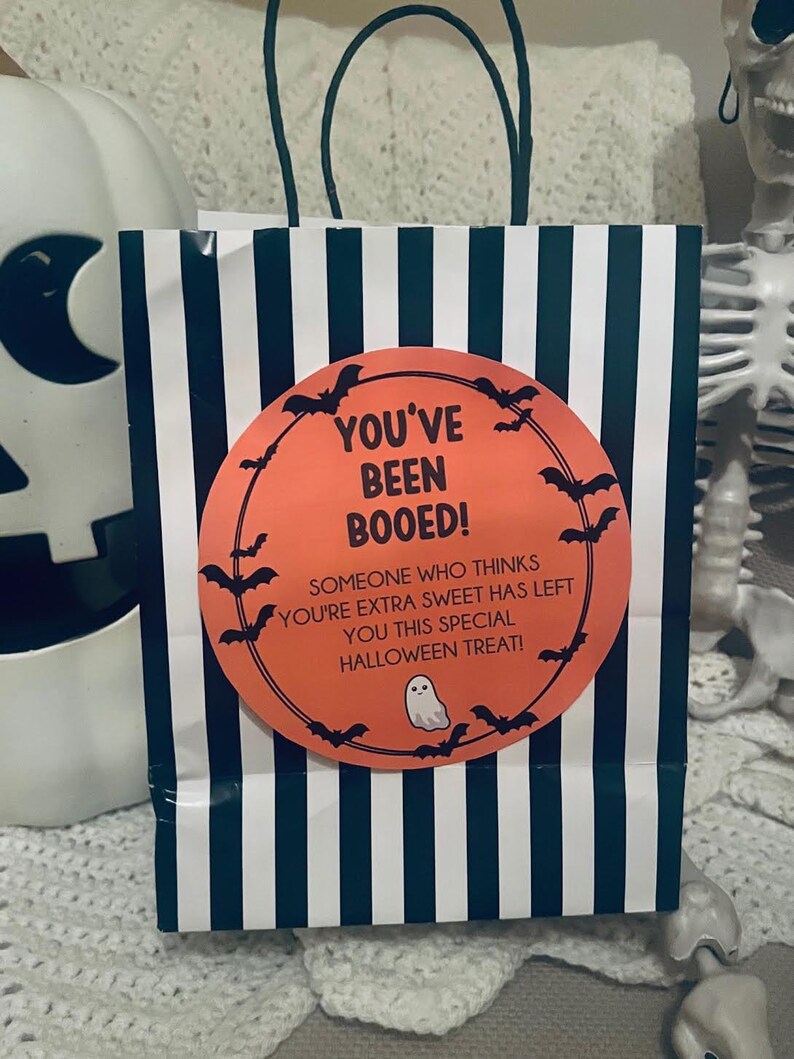 YOU'VE
BEEN
BOOED!
SOMEONE WHO THINKS
YOU'RE EXTRA SWEET HAS LEFT
YOU THIS SPECIAL
HALLOWEEN TREAT!